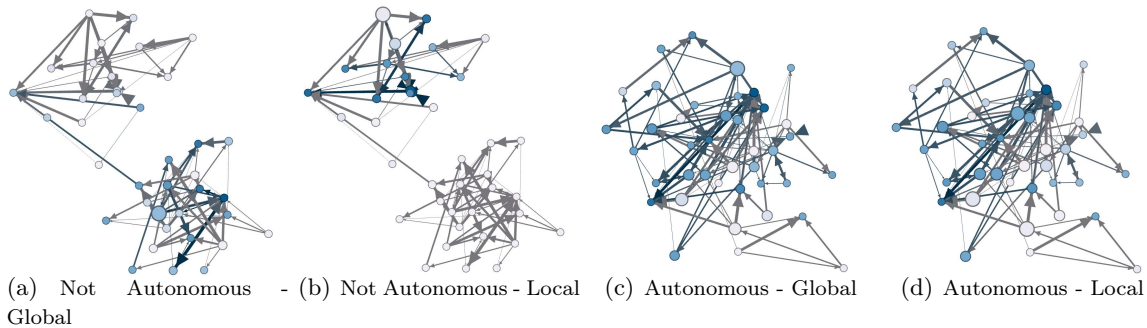 (a) Not Autonomous - Global
(b) Not Autonomous - Local
(c) Autonomous - Global
(d) Autonomous - Local